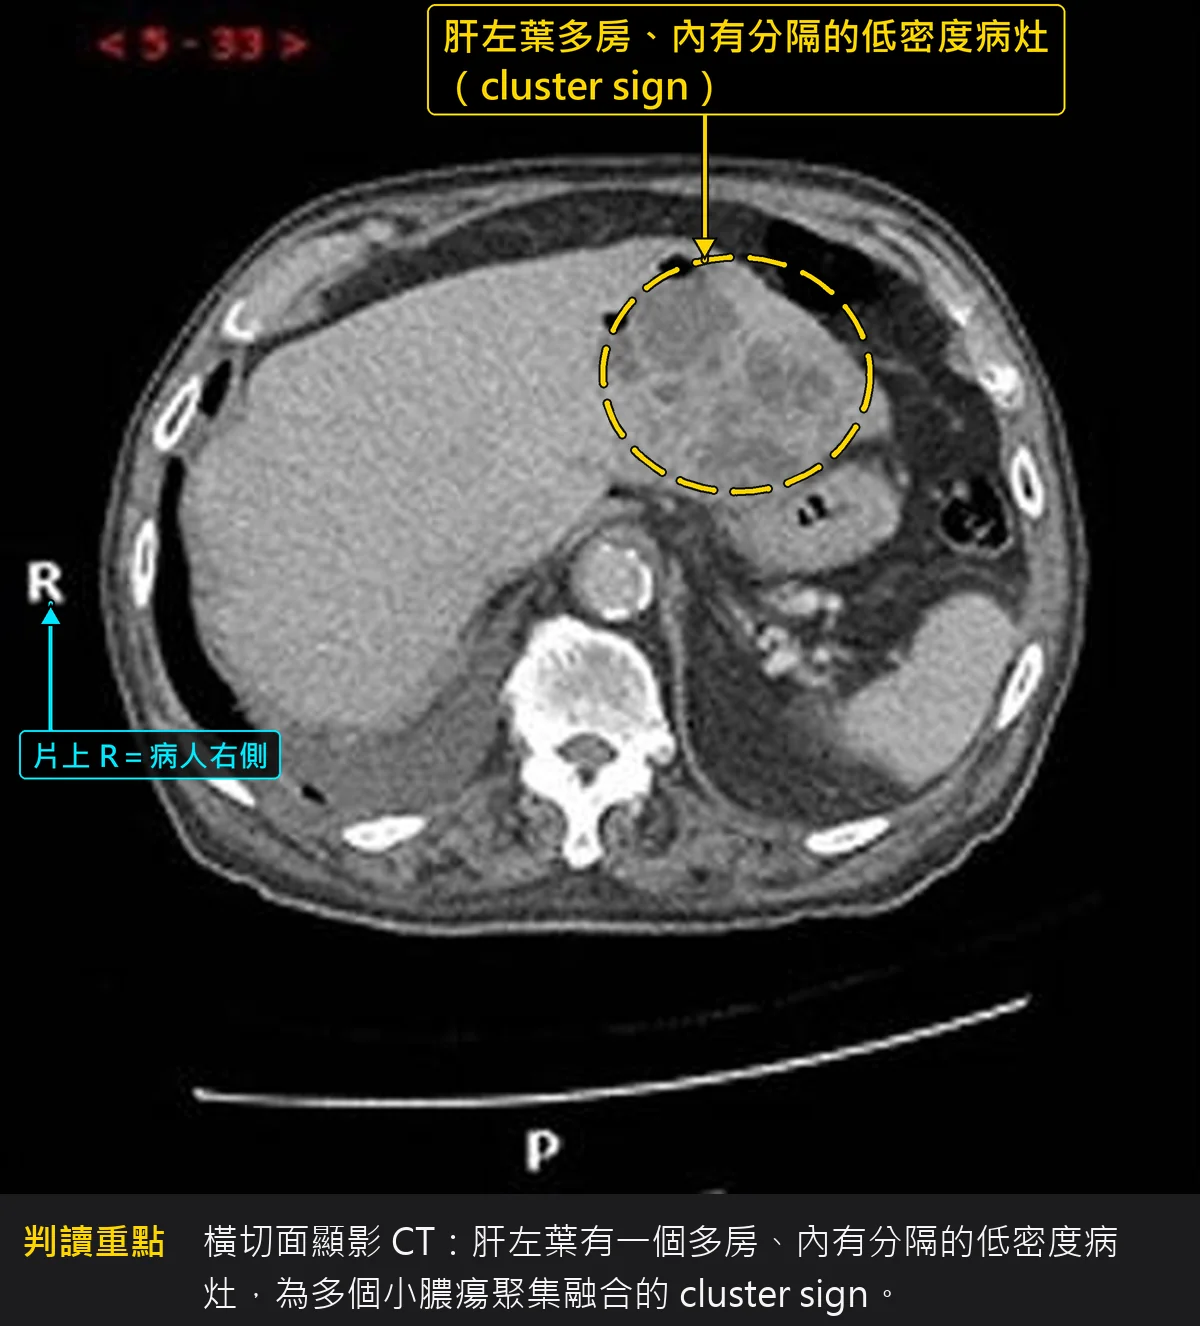 < 5 - 33 >
肝左葉多房、內有分隔的低密度病灶
（cluster sign）
R
片上 R＝病人右側
P
判讀重點 橫切面顯影 CT：肝左葉有一個多房、內有分隔的低密度病
灶，為多個小膿瘍聚集融合的 cluster sign。